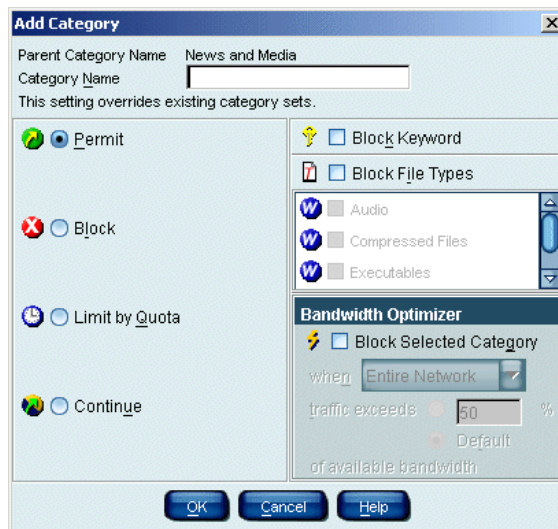 Add Category
Parent Category Name News and Media
Category Name
This setting overrides existing category sets.
Permit
Block
Limit by Quota
Continue
Block Keyword
Block File Types
Audio
Compressed Files
Executables
Bandwidth Optimizer
Block Selected Category
when Entire Network
traffic exceeds 50 %
Default
of available bandwidth
OK Cancel Help